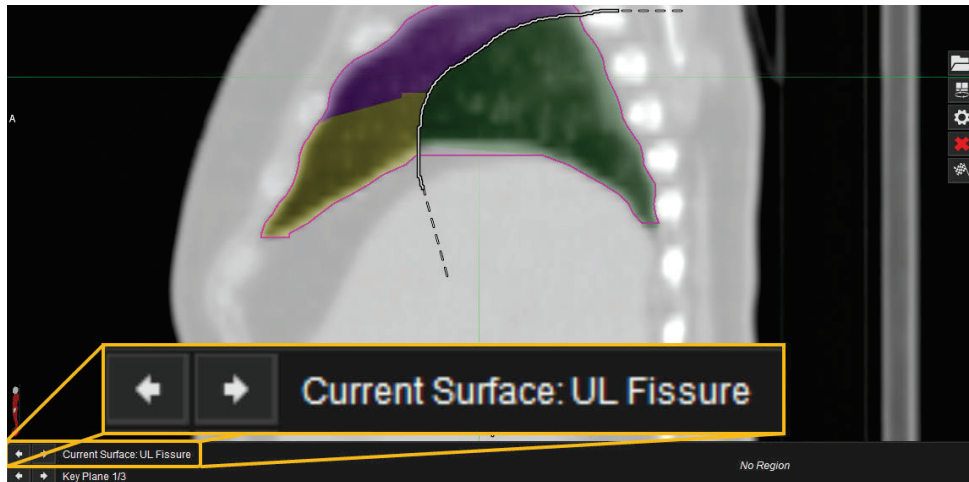 A
Current Surface: UL Fissure
Current Surface: UL Fissure
Key Plane 1/3
No Region